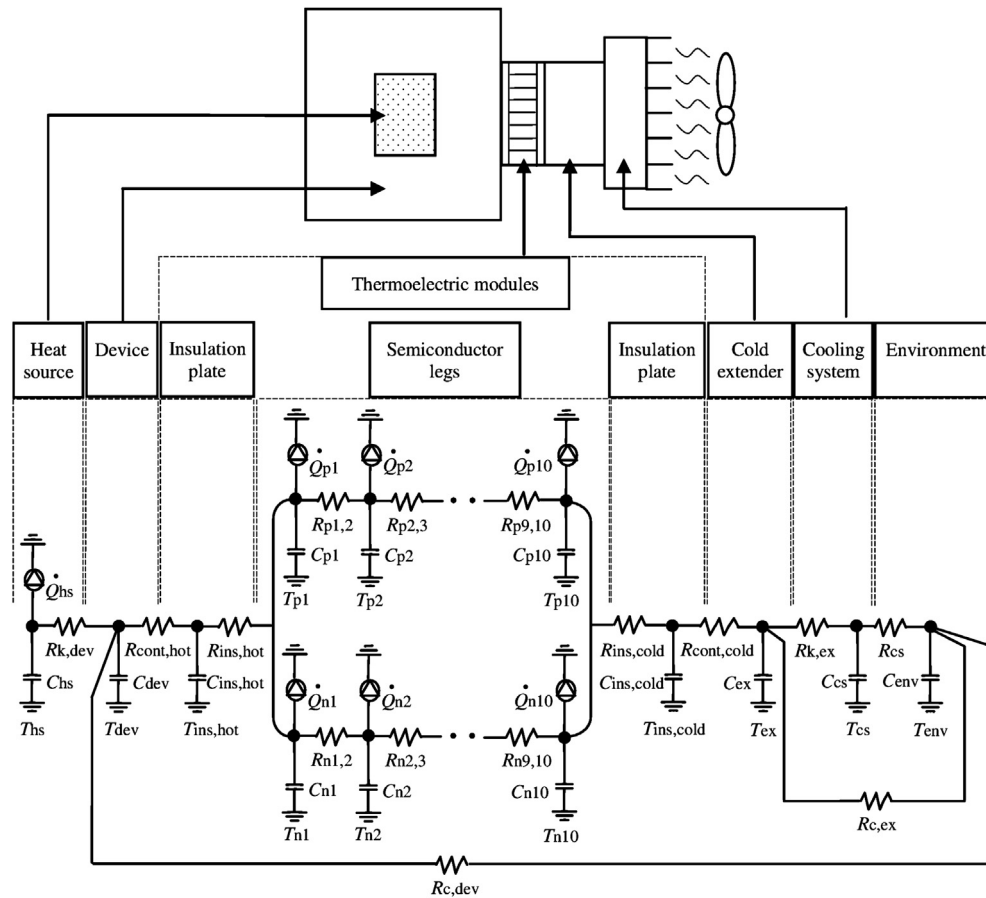 Thermoelectric modules
Heat
source
Device
Insulation
plate
Semiconductor
legs
Insulation
plate
Cold
extender
Cooling
system
Environment
Q̇p1
Q̇p2
Q̇p10
Rp1,2
Rp2,3
Rp9,10
Cp1
Cp2
Cp10
Tp1
Tp2
Tp10
Q̇hs
Rk,dev
Rcont,hot
Rins,hot
Rins,cold
Rcont,cold
Rk,ex
Rcs
Chs
Cdev
Cins,hot
Q̇n1
Q̇n2
Q̇n10
Cins,cold
Cex
Ccs
Cenv
Ths
Tdev
Tins,hot
Tins,cold
Tex
Tcs
Tenv
Rn1,2
Rn2,3
Rn9,10
Cn1
Cn2
Cn10
Tn1
Tn2
Tn10
Rc,ex
Rc,dev